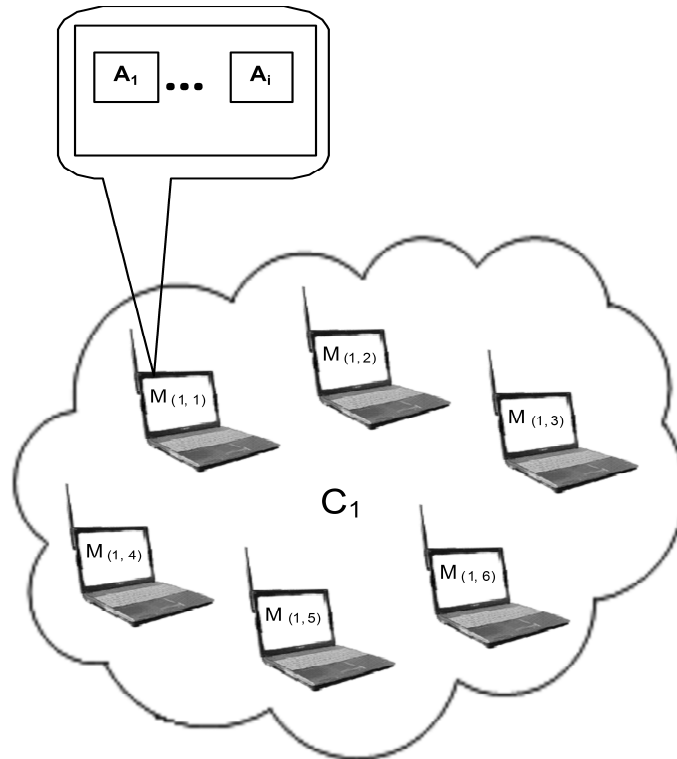 A₁ ... Aᵢ
M (1, 1)
M (1, 2)
M (1, 3)
C₁
M (1, 4)
M (1, 5)
M (1, 6)